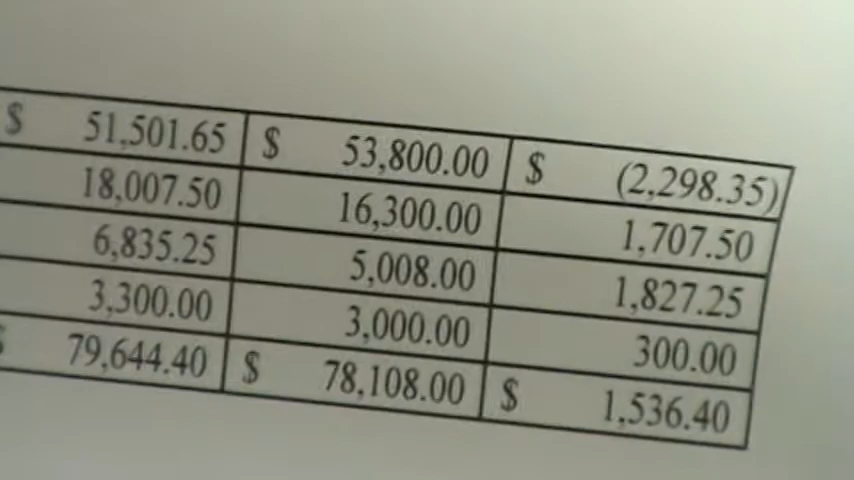 $ 51,501.65 $ 53,800.00 $ (2,298.35)
18,007.50 16,300.00 1,707.50
6,835.25 5,008.00 1,827.25
3,300.00 3,000.00 300.00
$ 79,644.40 $ 78,108.00 $ 1,536.40